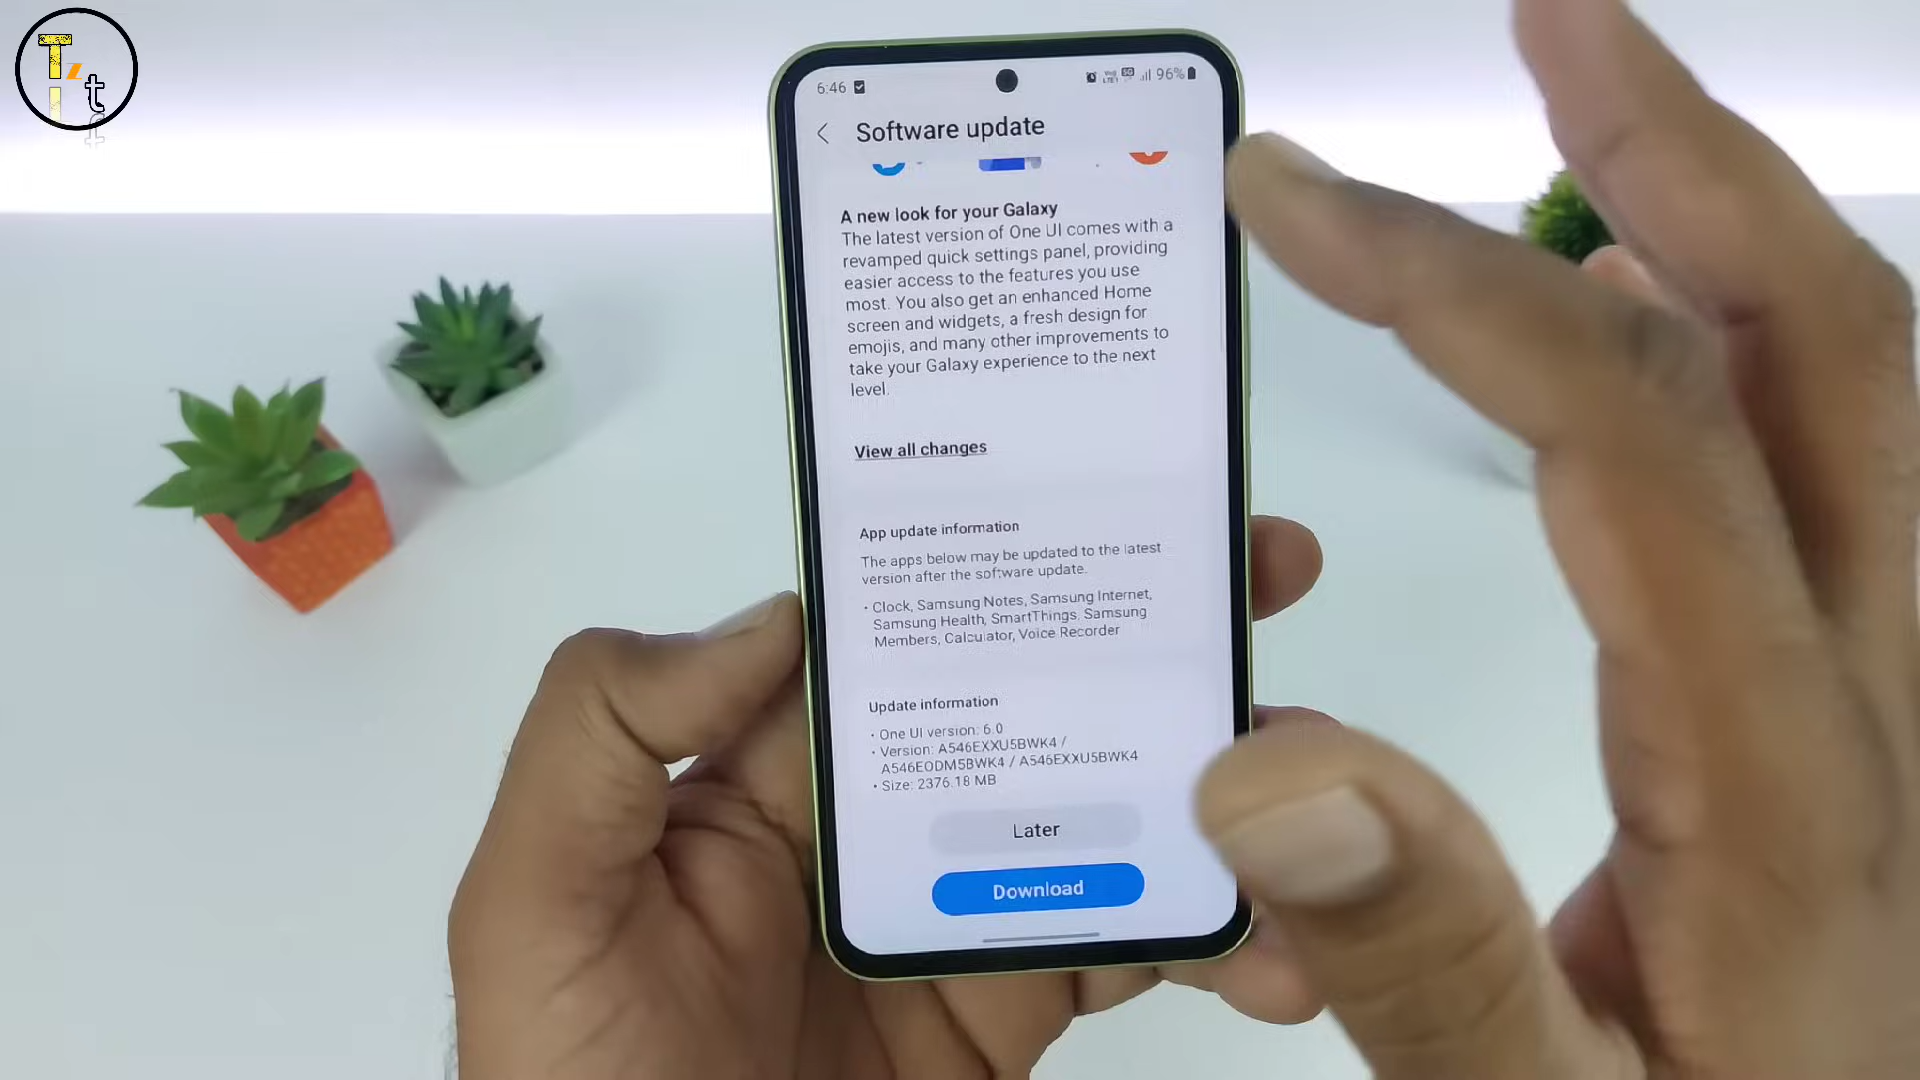 Tzt
6:46 96%
Software update
A new look for your Galaxy
The latest version of One UI comes with a
revamped quick settings panel, providing
easier access to the features you use
most. You also get an enhanced Home
screen and widgets, a fresh design for
emojis, and many other improvements to
take your Galaxy experience to the next
level.
View all changes
App update information
The apps below may be updated to the latest
version after the software update.
• Clock, Samsung Notes, Samsung Internet,
Samsung Health, SmartThings, Samsung
Members, Calculator, Voice Recorder
Update information
• One UI version: 6.0
• Version: A546EXXU5BWK4 /
A546EODM5BWK4 / A546EXXU5BWK4
• Size: 2376.18 MB
Later
Download